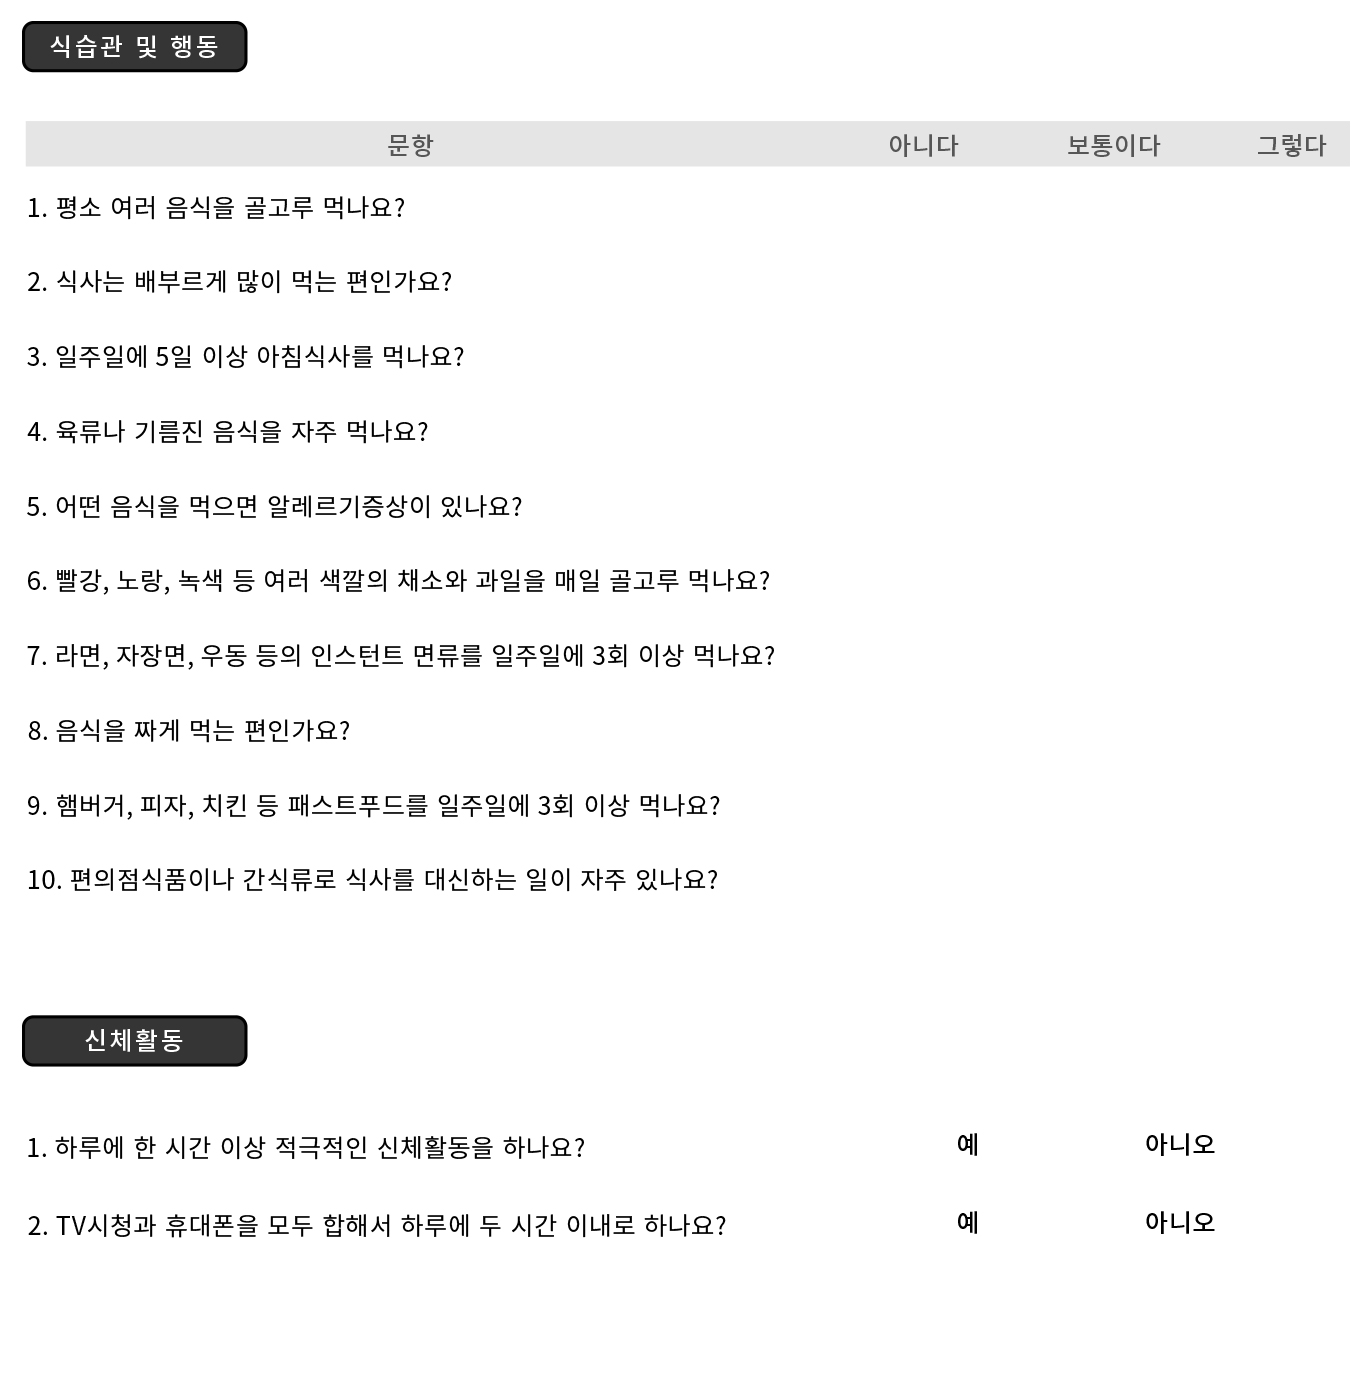 식습관 및 행동
문항 아니다 보통이다 그렇다
1. 평소 여러 음식을 골고루 먹나요?
2. 식사는 배부르게 많이 먹는 편인가요?
3. 일주일에 5일 이상 아침식사를 먹나요?
4. 육류나 기름진 음식을 자주 먹나요?
5. 어떤 음식을 먹으면 알레르기증상이 있나요?
6. 빨강, 노랑, 녹색 등 여러 색깔의 채소와 과일을 매일 골고루 먹나요?
7. 라면, 자장면, 우동 등의 인스턴트 면류를 일주일에 3회 이상 먹나요?
8. 음식을 짜게 먹는 편인가요?
9. 햄버거, 피자, 치킨 등 패스트푸드를 일주일에 3회 이상 먹나요?
10. 편의점식품이나 간식류로 식사를 대신하는 일이 자주 있나요?
신체활동
1. 하루에 한 시간 이상 적극적인 신체활동을 하나요? 예 아니오
2. TV시청과 휴대폰을 모두 합해서 하루에 두 시간 이내로 하나요? 예 아니오